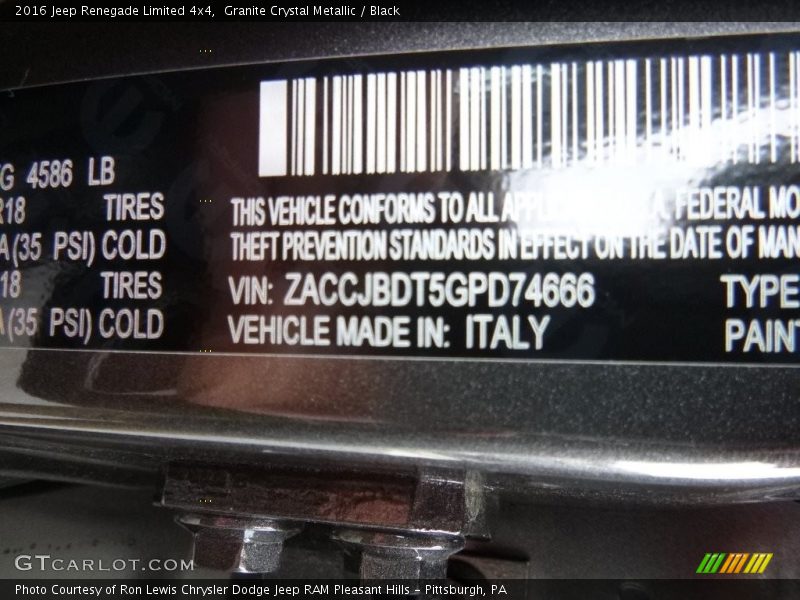 2016 Jeep Renegade Limited 4x4,  Granite Crystal Metallic / Black
G 4586 LB
R18 TIRES
A(35 PSI) COLD
18 TIRES
A(35 PSI) COLD
THIS VEHICLE CONFORMS TO ALL FEDERAL MO
THEFT PREVENTION STANDARDS IN EFFECT ON THE DATE OF MAN
VIN: ZACCJBDT5GPD74666 TYPE
VEHICLE MADE IN: ITALY PAINT
GTCARLOT.COM
Photo Courtesy of Ron Lewis Chrysler Dodge Jeep RAM Pleasant Hills - Pittsburgh, PA